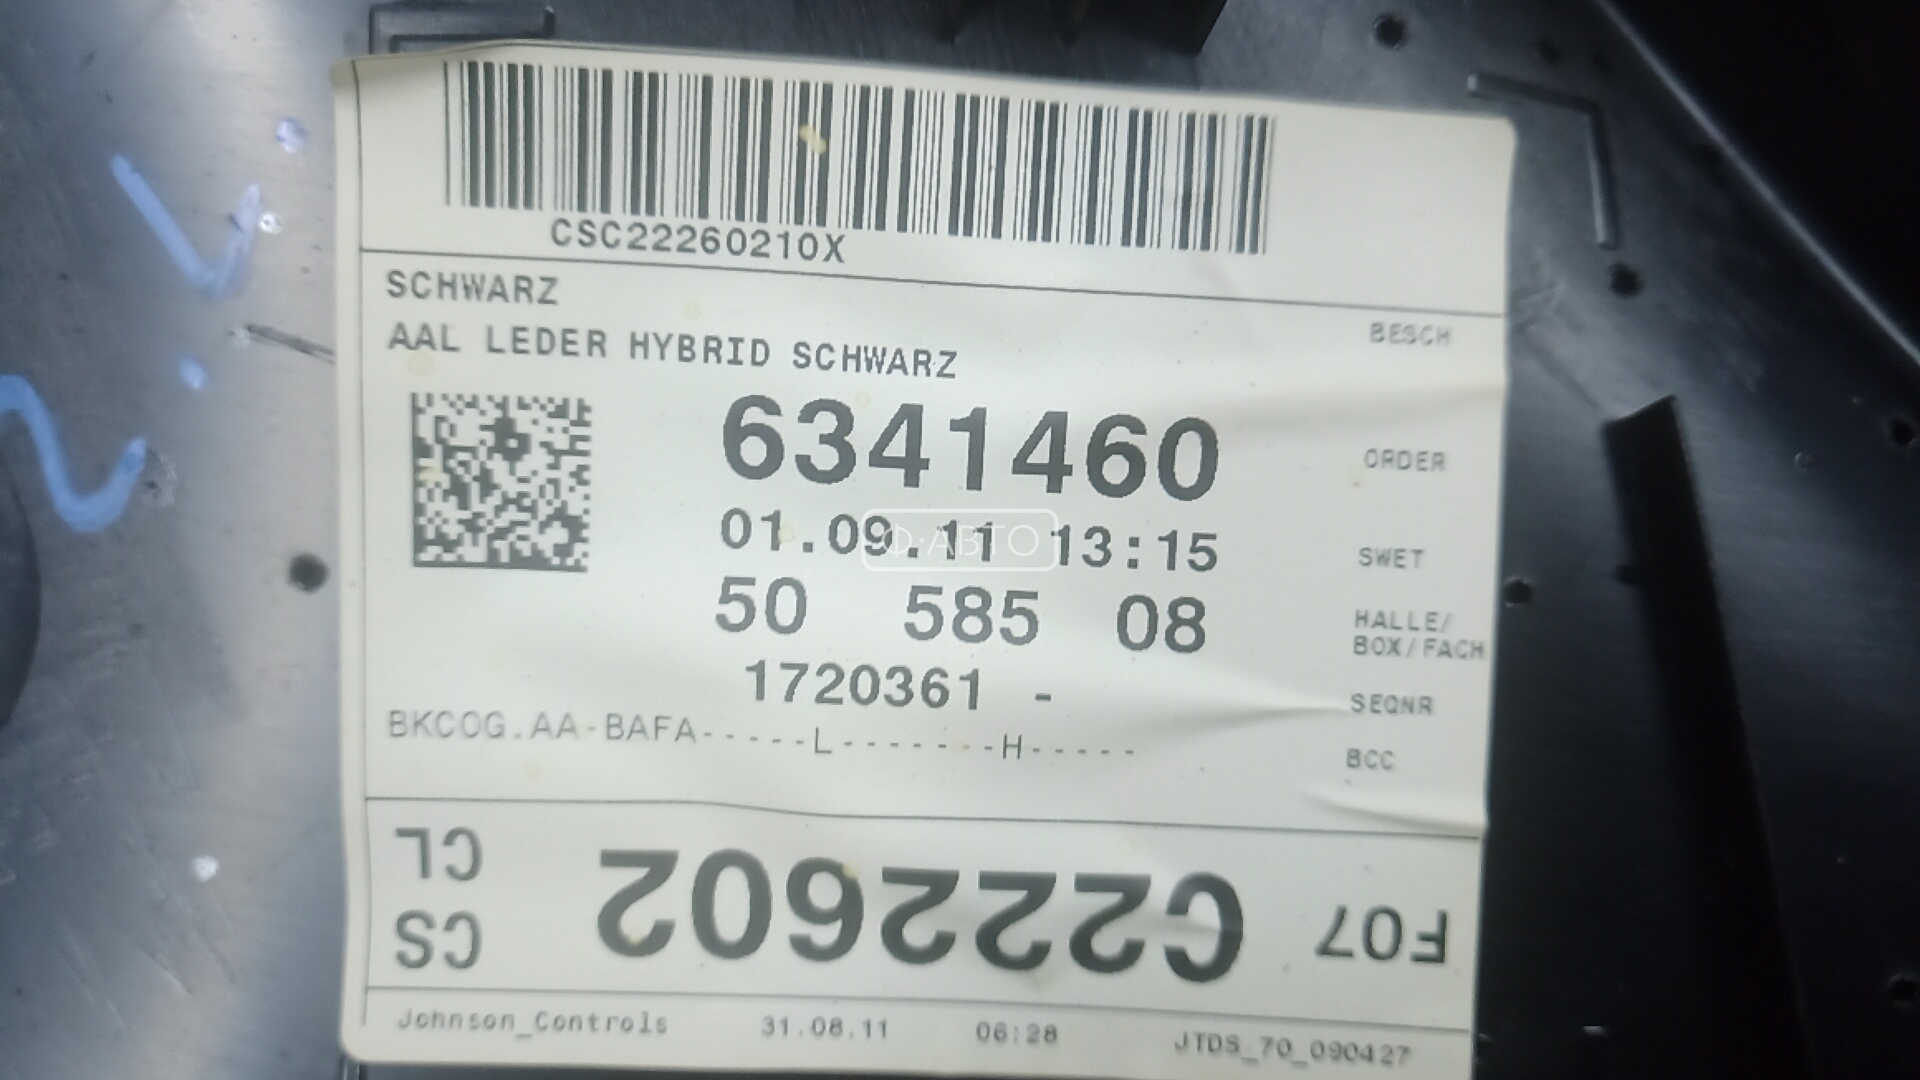 CSC22260210X
SCHWARZ
AAL LEDER HYBRID SCHWARZ BESCH
6341460 ORDER
01.09.11 13:15 SWET
Ф·АВТО
50 585 08 HALLE/
BOX/FACH
1720361 - SEQNR
BKCOG.AA-BAFA-----L-------H----- BCC
CL
CS C222602 F07
Johnson_Controls 31.08.11 06:28 JTDS_70_090427